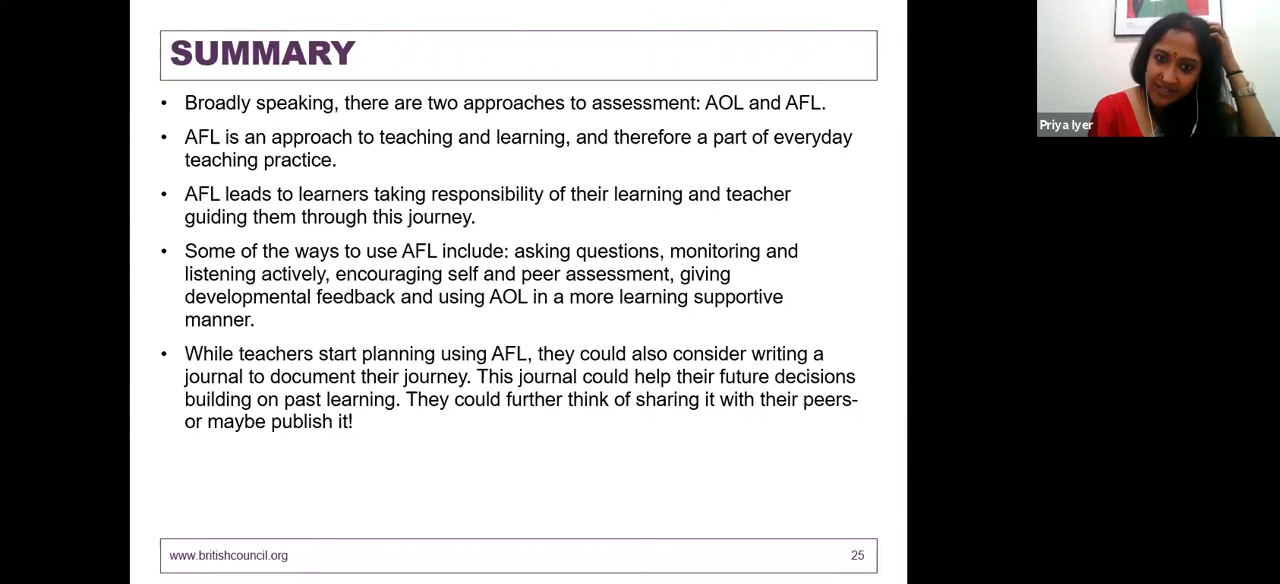 SUMMARY
• Broadly speaking, there are two approaches to assessment: AOL and AFL.
• AFL is an approach to teaching and learning, and therefore a part of everyday
teaching practice.
• AFL leads to learners taking responsibility of their learning and teacher
guiding them through this journey.
• Some of the ways to use AFL include: asking questions, monitoring and
listening actively, encouraging self and peer assessment, giving
developmental feedback and using AOL in a more learning supportive
manner.
• While teachers start planning using AFL, they could also consider writing a
journal to document their journey. This journal could help their future decisions
building on past learning. They could further think of sharing it with their peers-
or maybe publish it!
www.britishcouncil.org
25
Priya Iyer